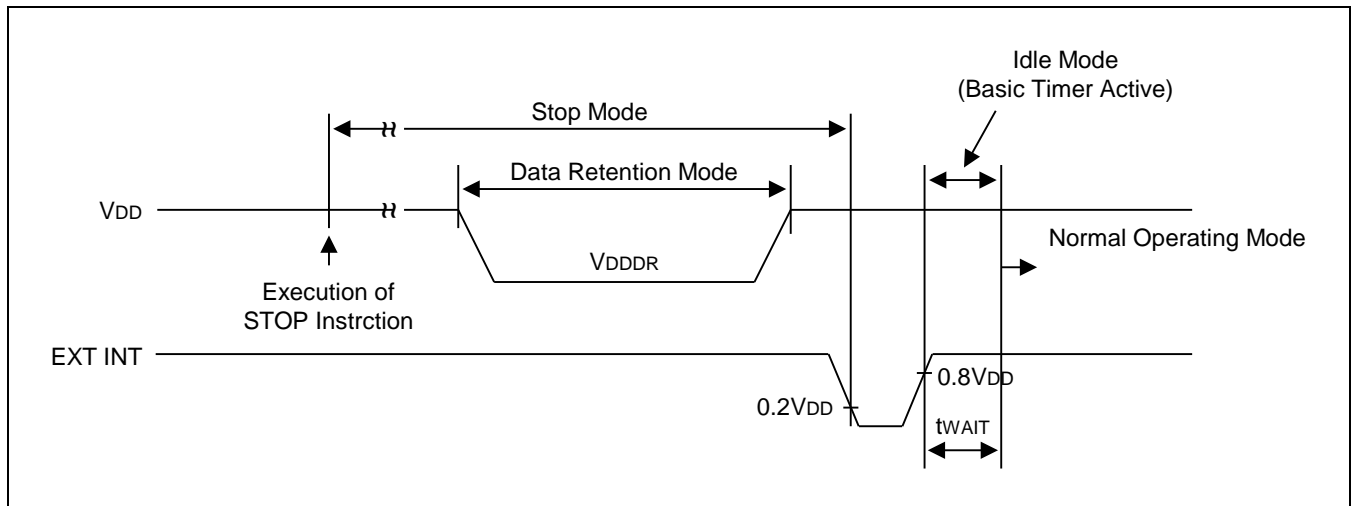 Idle Mode
(Basic Timer Active)
Stop Mode
Data Retention Mode
VDD
Normal Operating Mode
VDDDR
Execution of
STOP Instrction
EXT INT
0.8VDD
0.2VDD
tWAIT